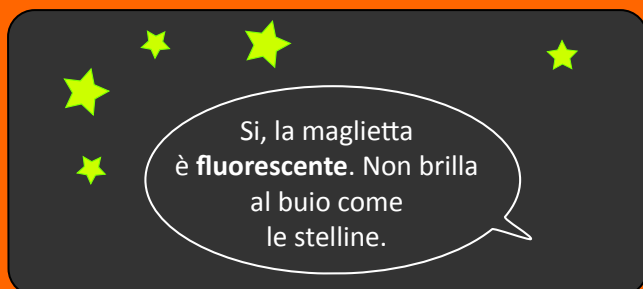 Si, la maglietta
è fluorescente. Non brilla
al buio come
le stelline.